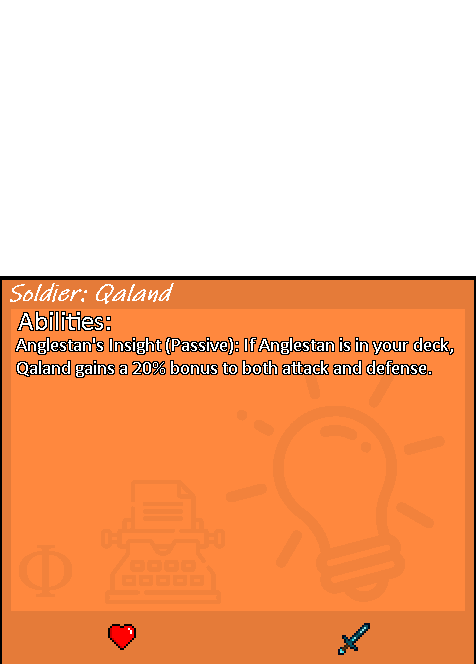 Soldier: Qaland
Abilities:
Anglestan's Insight (Passive): If Anglestan is in your deck,
Qaland gains a 20% bonus to both attack and defense.
Φ